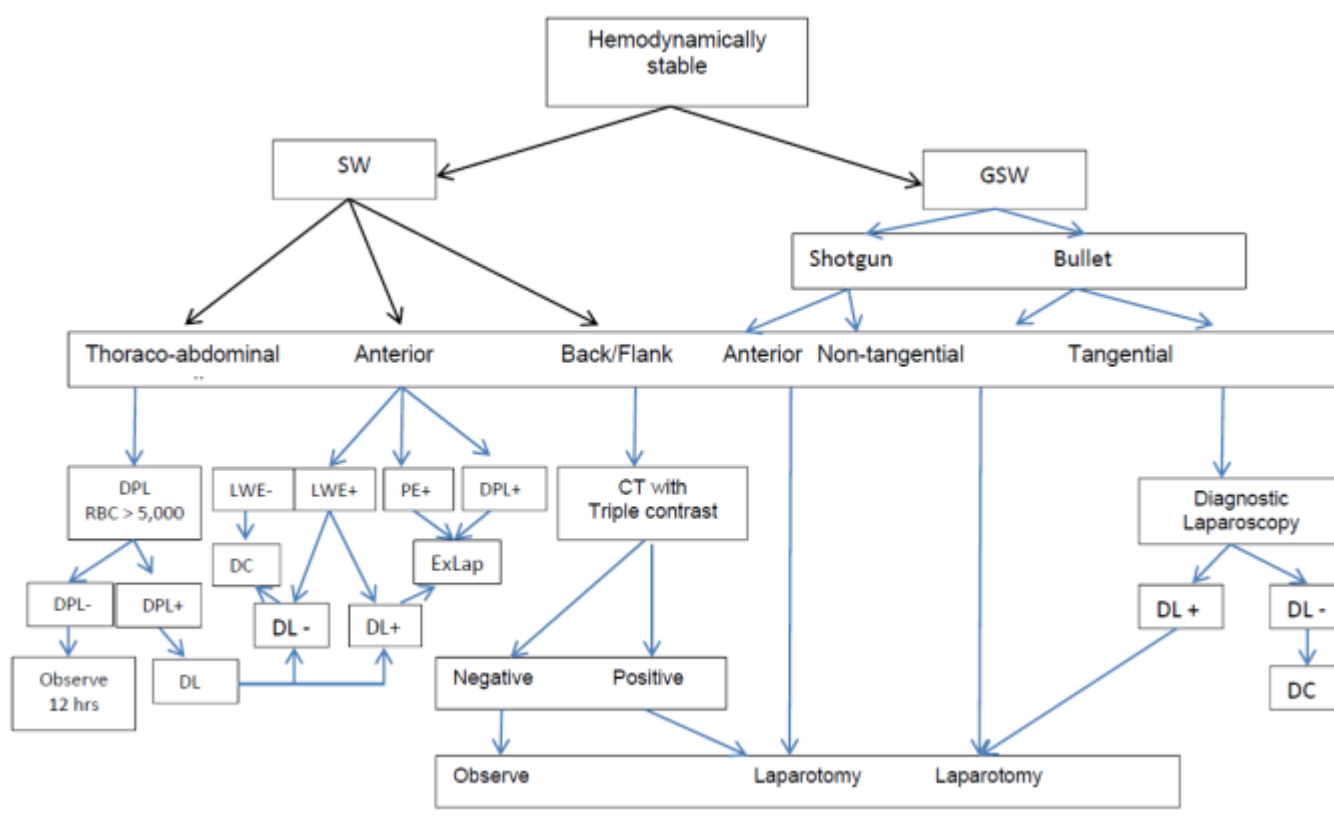 Hemodynamically
stable
SW
GSW
Shotgun Bullet
Thoraco-abdominal Anterior Back/Flank Anterior Non-tangential Tangential
DPL
RBC > 5,000
LWE-
LWE+
PE+
DPL+
CT with
Triple contrast
Diagnostic
Laparoscopy
DC
ExLap
DPL-
DPL+
DL -
DL+
DL +
DL -
Observe
12 hrs
DL
Negative Positive
DC
Observe Laparotomy Laparotomy